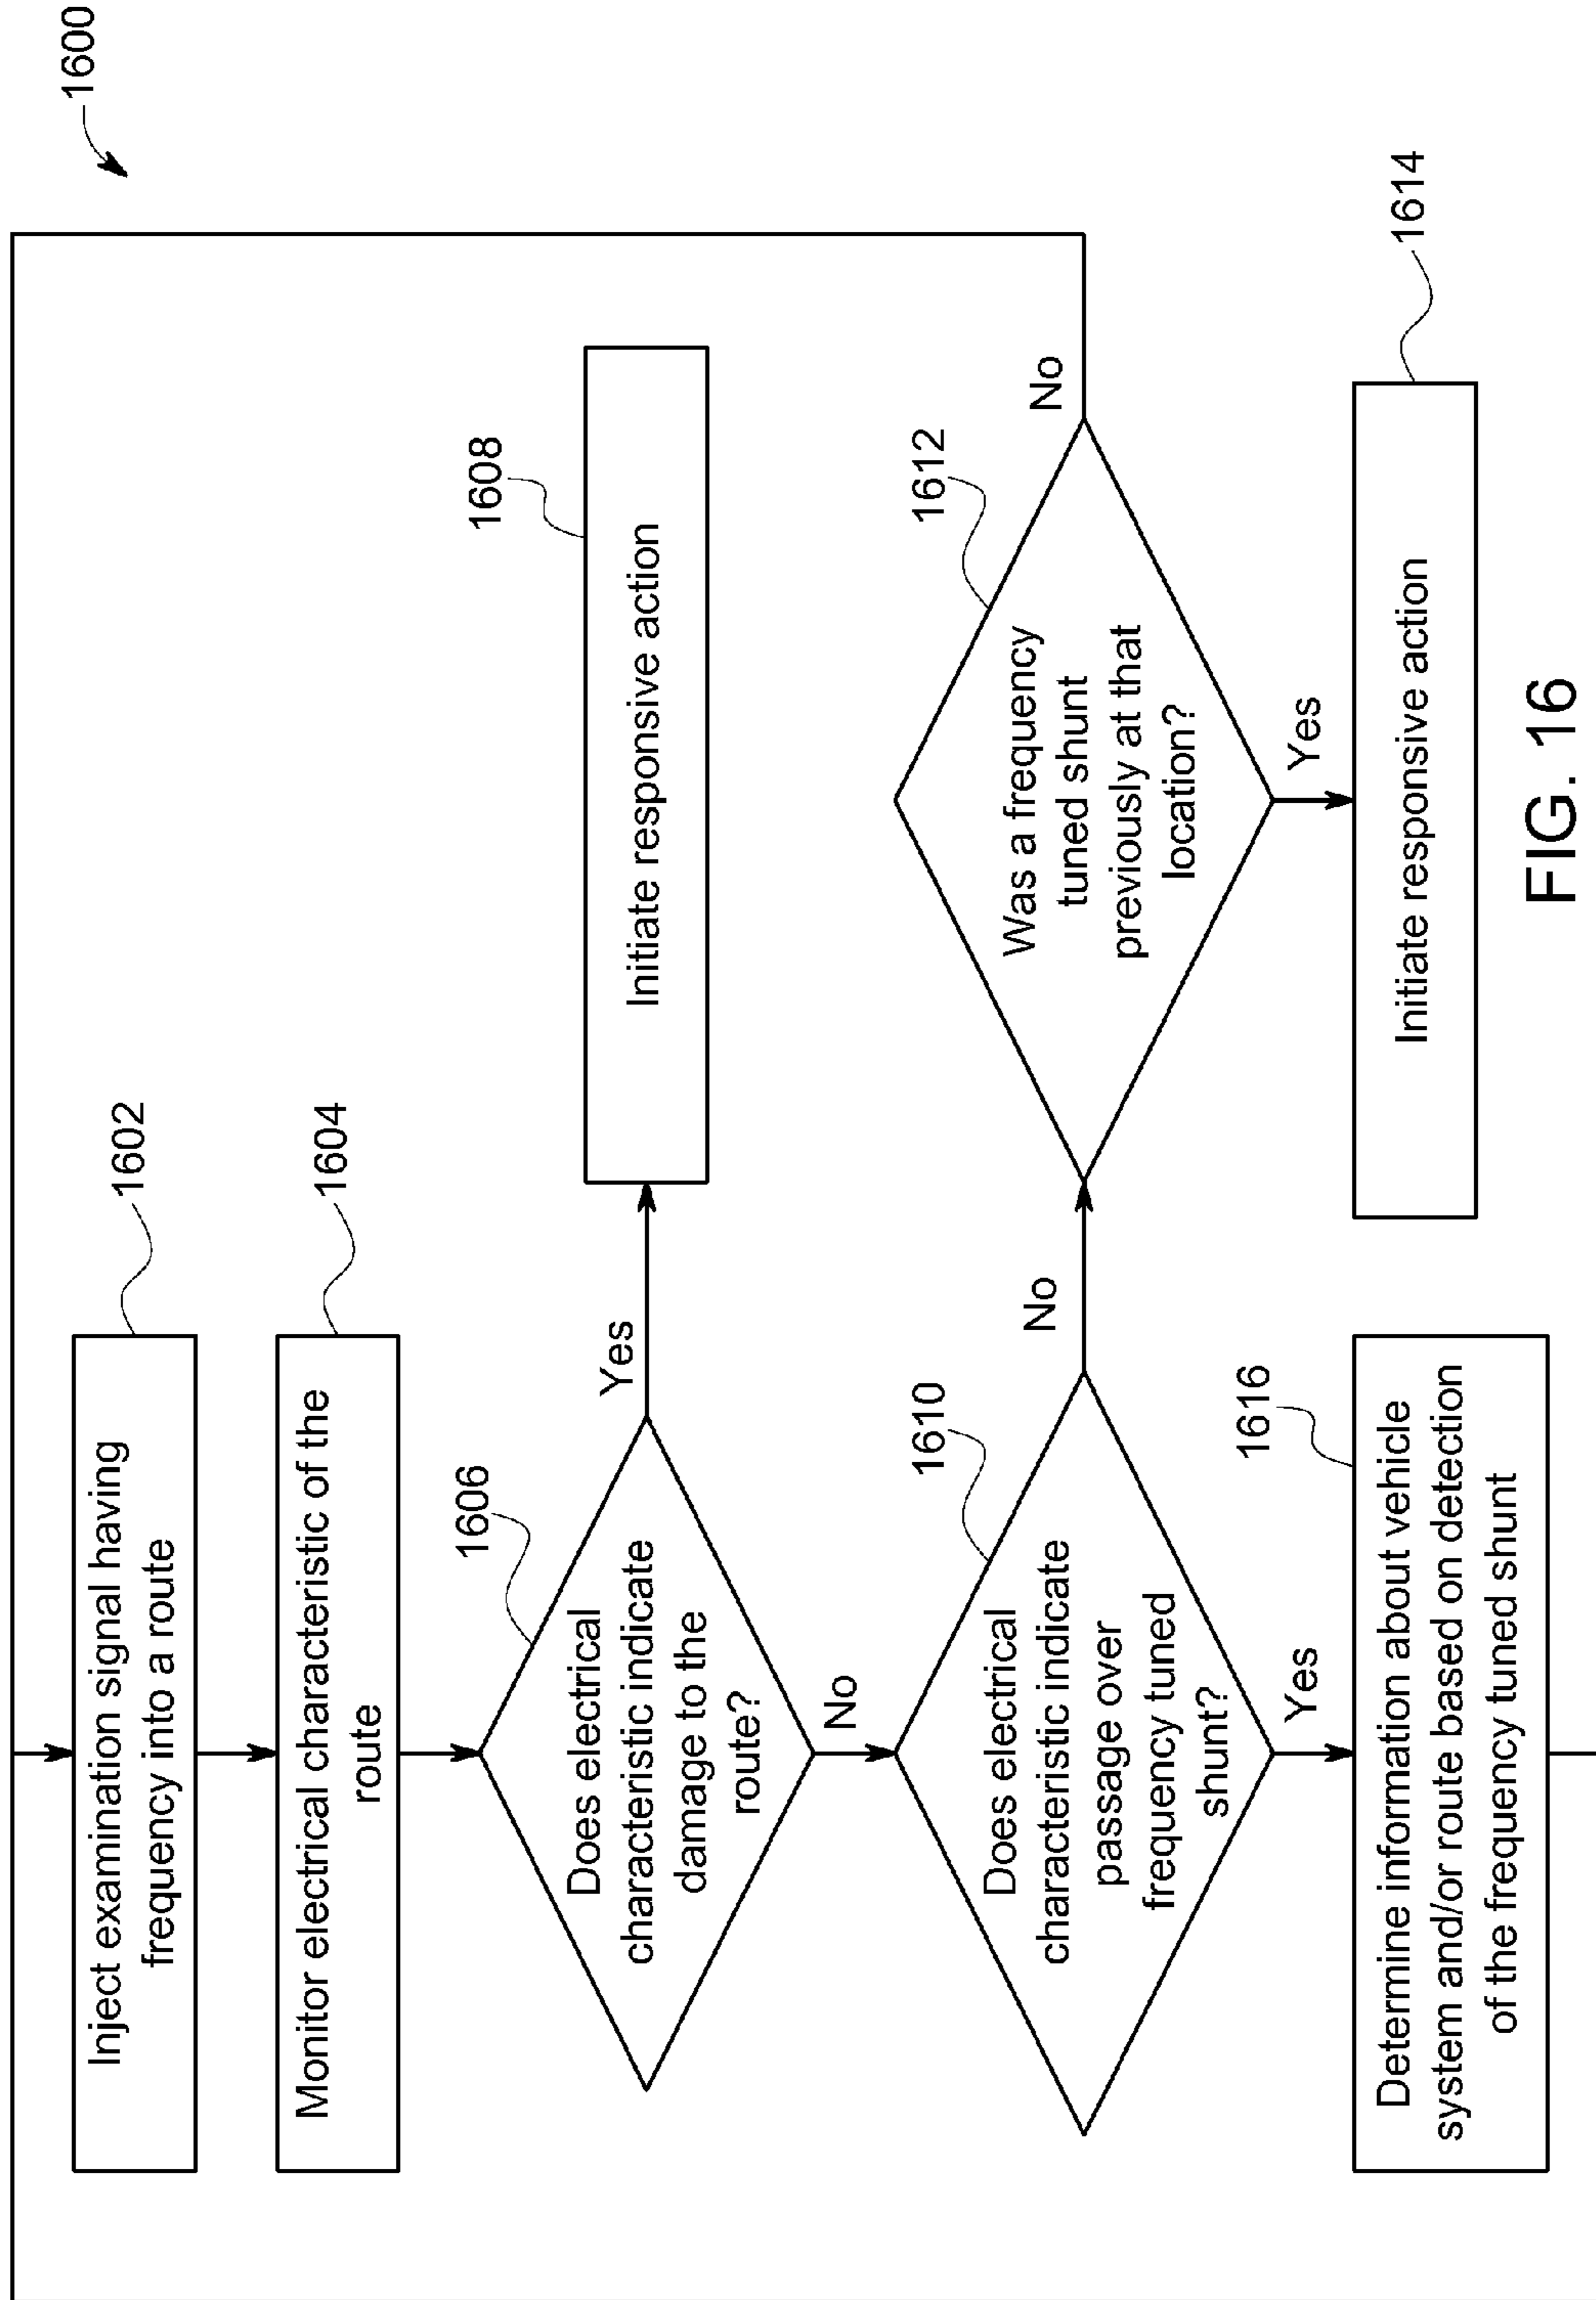 1600
1602
Inject examination signal having
frequency into a route
1604
Monitor electrical characteristic of the
route
1606
Does electrical
characteristic indicate
damage to the
route?
Yes
1608
Initiate responsive action
No
1610
Does electrical
characteristic indicate
passage over
frequency tuned
shunt?
No
1612
Was a frequency
tuned shunt
previously at that
location?
No
Yes
1614
Initiate responsive action
Yes
1616
Determine information about vehicle
system and/or route based on detection
of the frequency tuned shunt
FIG. 16